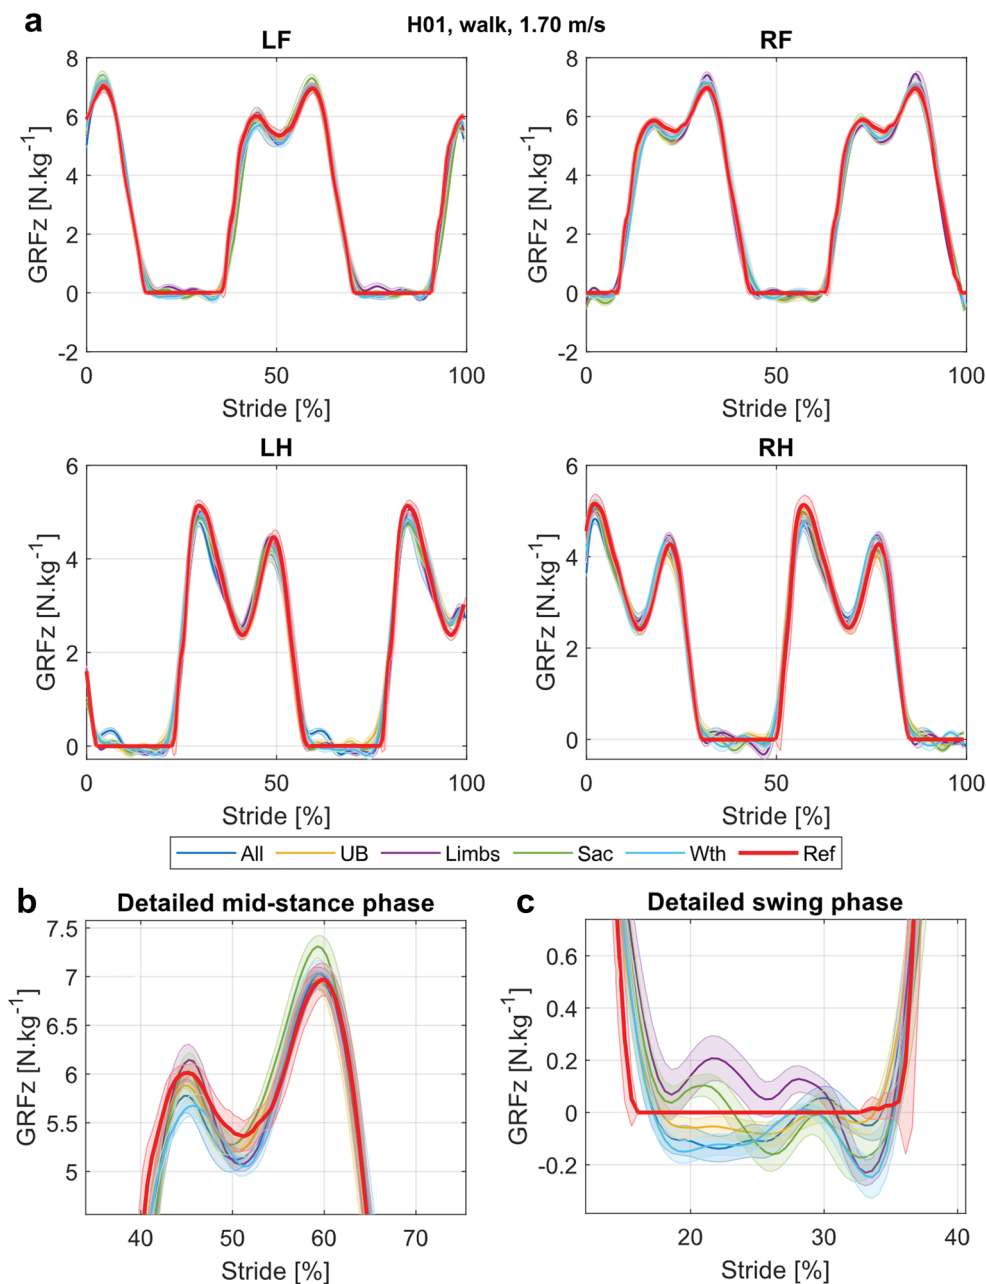 a
H01, walk, 1.70 m/s
LF
RF
8
6
4
2
0
-2
GRFz [N.kg-1]
0
50
100
Stride [%]
8
6
4
2
0
-2
GRFz [N.kg-1]
0
50
100
Stride [%]
LH
RH
6
4
2
0
GRFz [N.kg-1]
0
50
100
Stride [%]
6
4
2
0
GRFz [N.kg-1]
0
50
100
Stride [%]
All UB Limbs Sac Wth Ref
b
Detailed mid-stance phase
7.5
7
6.5
6
5.5
5
GRFz [N.kg-1]
40
50
60
70
Stride [%]
c
Detailed swing phase
0.6
0.4
0.2
0
-0.2
GRFz [N.kg-1]
20
30
40
Stride [%]